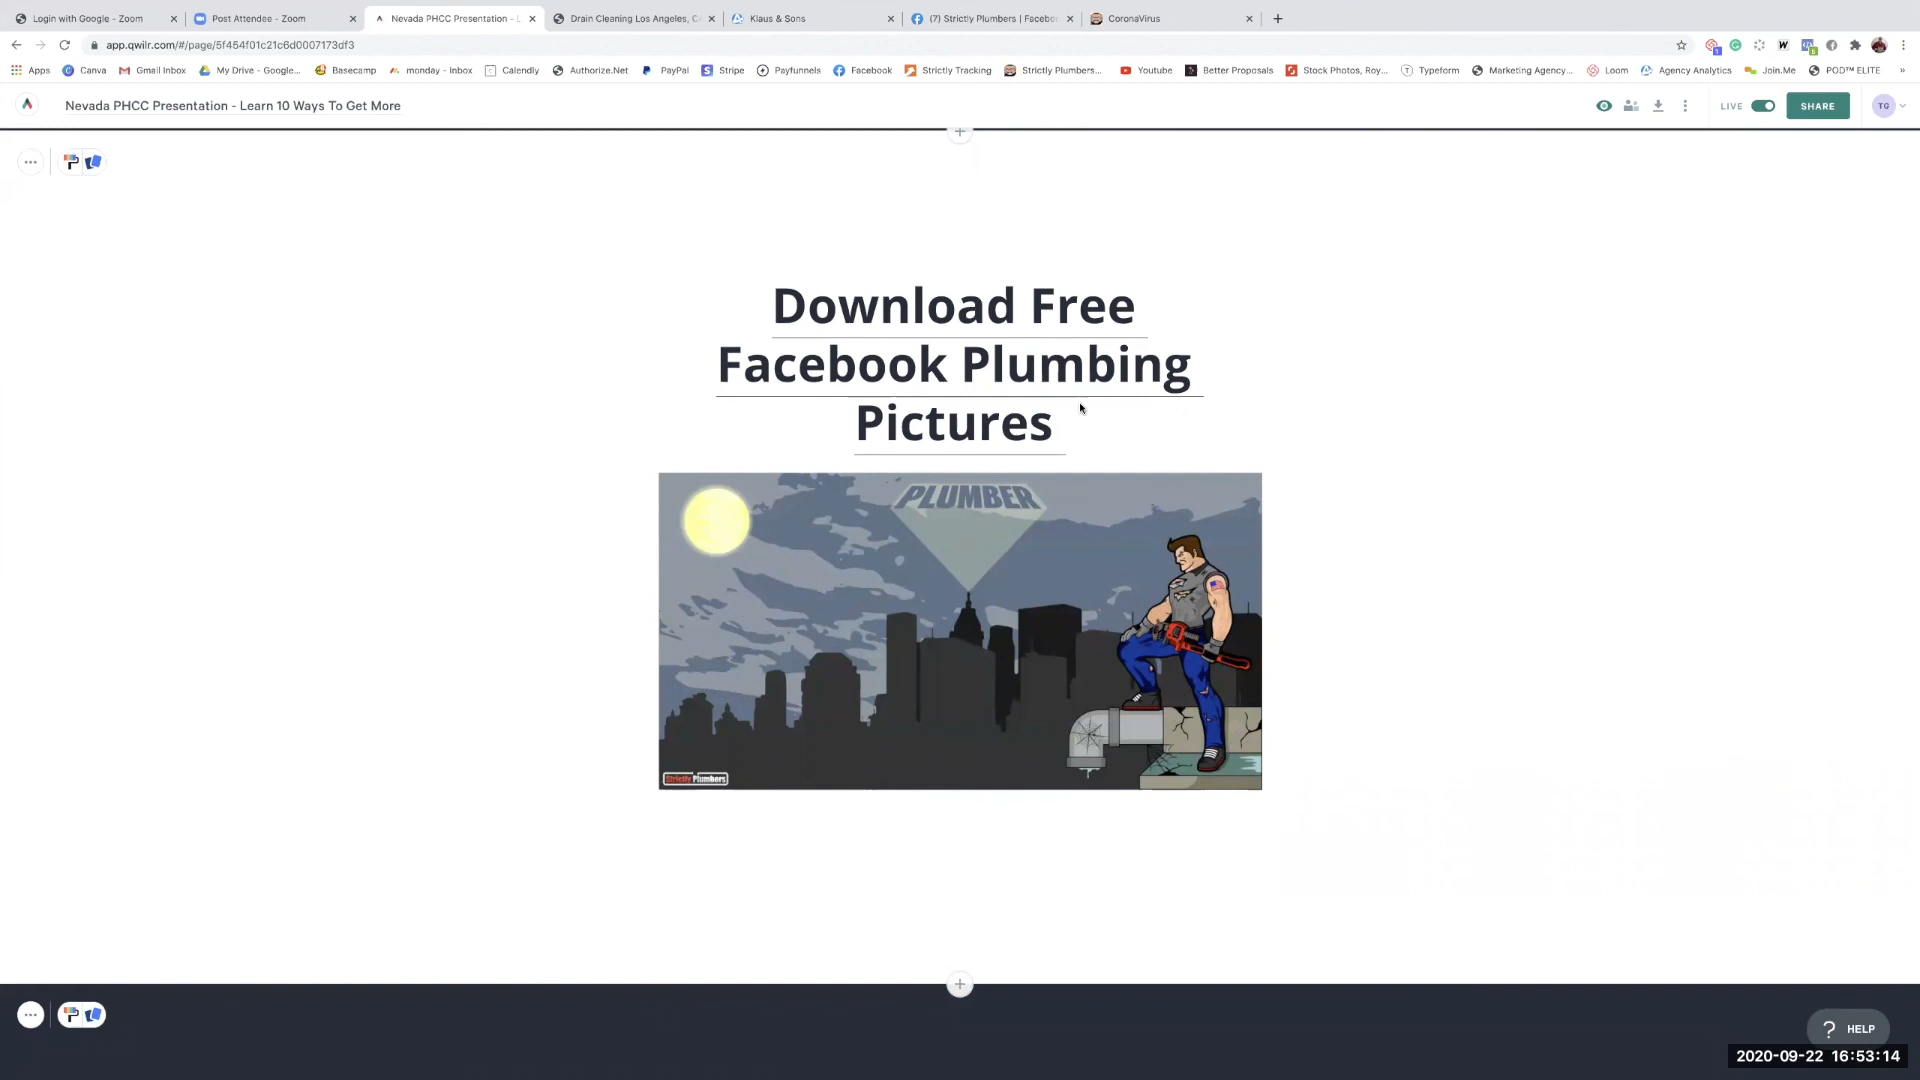 Login with Google - Zoom
Post Attendee - Zoom
Nevada PHCC Presentation - L
Drain Cleaning Los Angeles, CA
Klaus & Sons
(7) Strictly Plumbers | Facebook
CoronaVirus
app.qwilr.com/#/page/5f454f01c21c6d0007173df3
Apps
Canva
Gmail Inbox
My Drive - Google...
Basecamp
monday - Inbox
Calendly
Authorize.Net
PayPal
Stripe
Payfunnels
Facebook
Strictly Tracking
Strictly Plumbers...
Youtube
Better Proposals
Stock Photos, Roy...
Typeform
Marketing Agency...
Loom
Agency Analytics
Join.Me
POD™ ELITE
»
Nevada PHCC Presentation - Learn 10 Ways To Get More
LIVE
SHARE
TG
Download Free
Facebook Plumbing
Pictures
PLUMBER
Strictly Plumbers
? HELP
2020-09-22 16:53:14